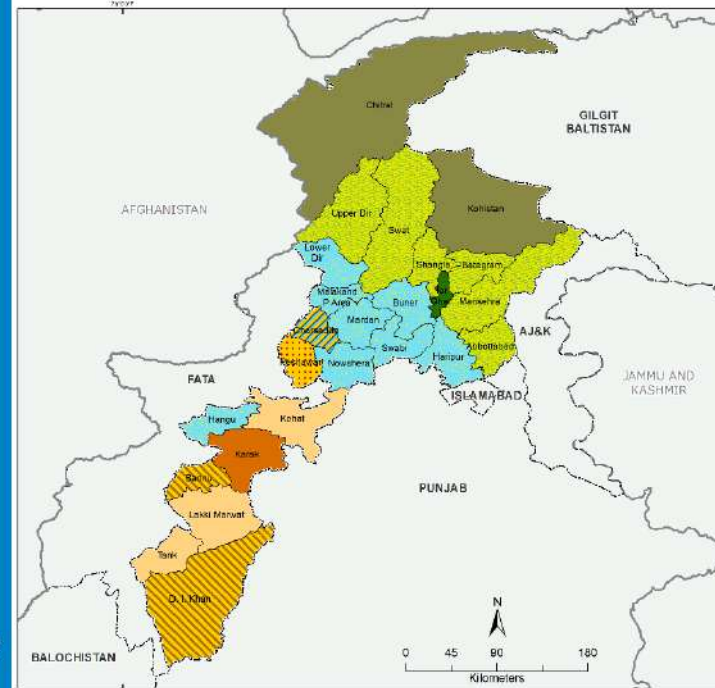 Chitral
GILGIT
BALTISTAN
AFGHANISTAN
Kohistan
Upper Dir
Swat
Lower
Dir
Shangla
Batagram
Malakand
P Area
Buner
Mansehra
Mardan
Charsadda
AJ&K
Swabi
Abbottabad
Peshawar
Nowshera
Haripur
FATA
ISLAMABAD
JAMMU AND
KASHMIR
Hangu
Kohat
Karak
PUNJAB
Bannu
Lakki Marwat
Tank
D. I. Khan
N
BALOCHISTAN
0 45 90 180
Kilometers